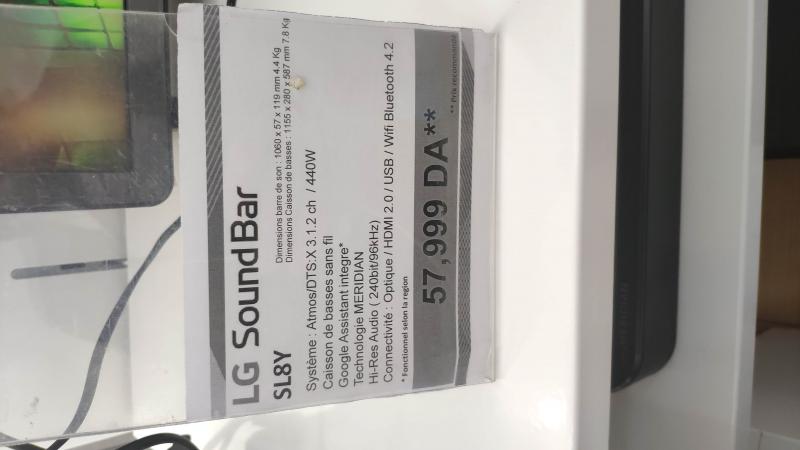 LG SoundBar
SL8Y
Dimensions barre de son : 1060 x 57 x 119 mm 4.4 Kg
Dimensions Caisson de basses : 1155 x 280 x 587 mm 7.8 Kg
Système : Atmos/DTS:X 3.1.2 ch / 440W
Caisson de basses sans fil
Google Assistant integre*
Technologie MERIDIAN
Hi-Res Audio ( 240bit/96kHz)
Connectivité : Optique / HDMI 2.0 / USB / Wifi Bluetooth 4.2
* Fonctionnel selon la region
57,999 DA**
** Prix recommandé
MERIDIAN